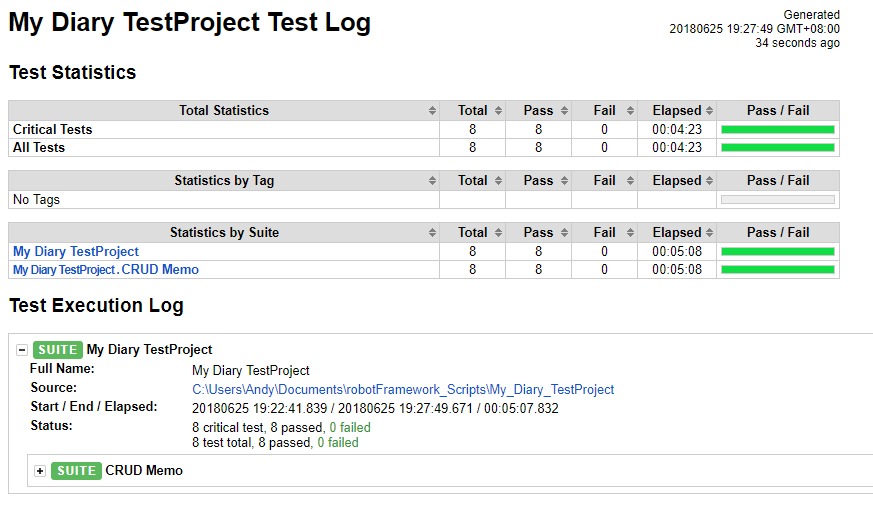 My Diary TestProject Test Log
Generated
20180625 19:27:49 GMT+08:00
34 seconds ago
Test Statistics
Total Statistics Total Pass Fail Elapsed Pass / Fail
Critical Tests 8 8 0 00:04:23
All Tests 8 8 0 00:04:23
Statistics by Tag Total Pass Fail Elapsed Pass / Fail
No Tags
Statistics by Suite Total Pass Fail Elapsed Pass / Fail
My Diary TestProject 8 8 0 00:05:08
My Diary TestProject.CRUD Memo 8 8 0 00:05:08
Test Execution Log
SUITE My Diary TestProject
Full Name: My Diary TestProject
Source: C:\Users\Andy\Documents\robotFramework_Scripts\My_Diary_TestProject
Start / End / Elapsed: 20180625 19:22:41.839 / 20180625 19:27:49.671 / 00:05:07.832
Status: 8 critical test, 8 passed, 0 failed
8 test total, 8 passed, 0 failed
SUITE CRUD Memo